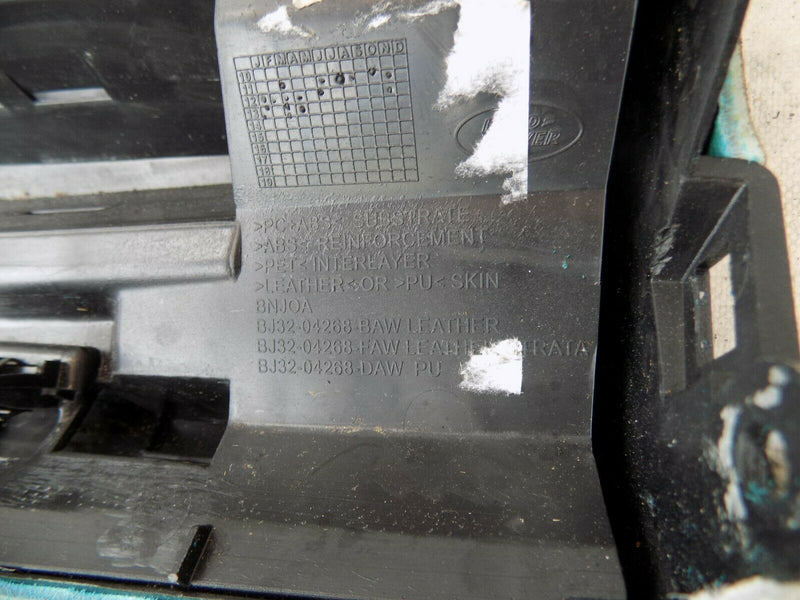 J F M A M J J A S O N D
10
11
12
13
14
15
16
17
18
19
>PC+ABS< SUBSTRATE
>ABS< REINFORCEMENT
>PET< INTERLAYER
>LEATHER< OR >PU< SKIN
8NJOA
BJ32-04268-BAW LEATHER
BJ32-04268-FAW LEATHER
BJ32-04268-DAW PU